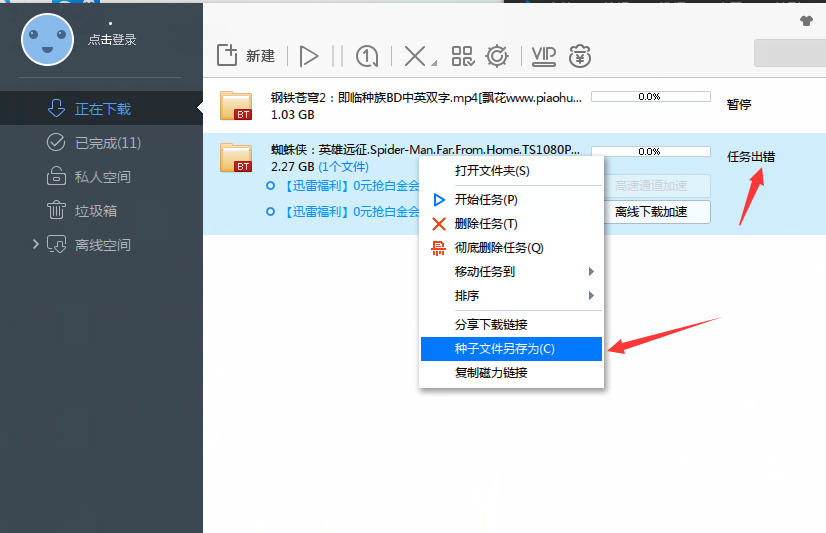 点击登录
新建
1
VIP
正在下载
已完成(11)
私人空间
垃圾箱
离线空间
BT
钢铁苍穹2：即临种族BD中英双字.mp4[飘花www.piaohu...
1.03 GB
0.0%
暂停
BT
蜘蛛侠：英雄远征.Spider-Man.Far.From.Home.TS1080P...
2.27 GB (1个文件)
0.0%
任务出错
【迅雷福利】0元抢白金会
高速通道加速
【迅雷福利】0元抢白金会
离线下载加速
打开文件夹(S)
开始任务(P)
删除任务(T)
彻底删除任务(Q)
移动任务到
排序
分享下载链接
种子文件另存为(C)
复制磁力链接